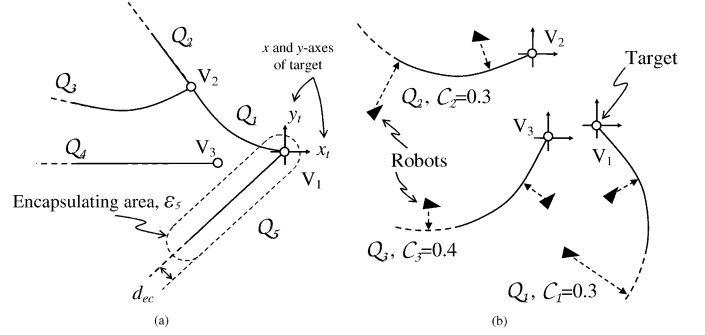 Q₂
x and y-axes
of target
V₂
Q₃
Q₁
yₜ
Q₄
V₃
xₜ
V₁
Encapsulating area, ε₅
Q₅
d_ec
(a)
V₂
Target
Q₂, C₂=0.3
V₃
V₁
Robots
Q₃, C₃=0.4
Q₁, C₁=0.3
(b)